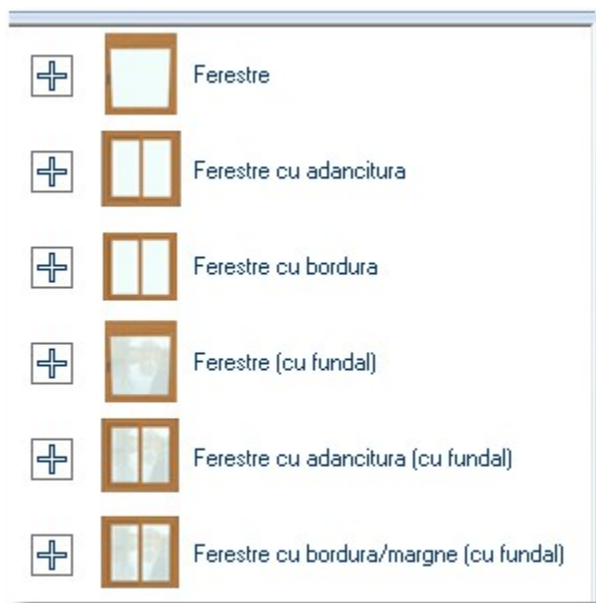 Ferestre
Ferestre cu adancitura
Ferestre cu bordura
Ferestre (cu fundal)
Ferestre cu adancitura (cu fundal)
Ferestre cu bordura/margne (cu fundal)